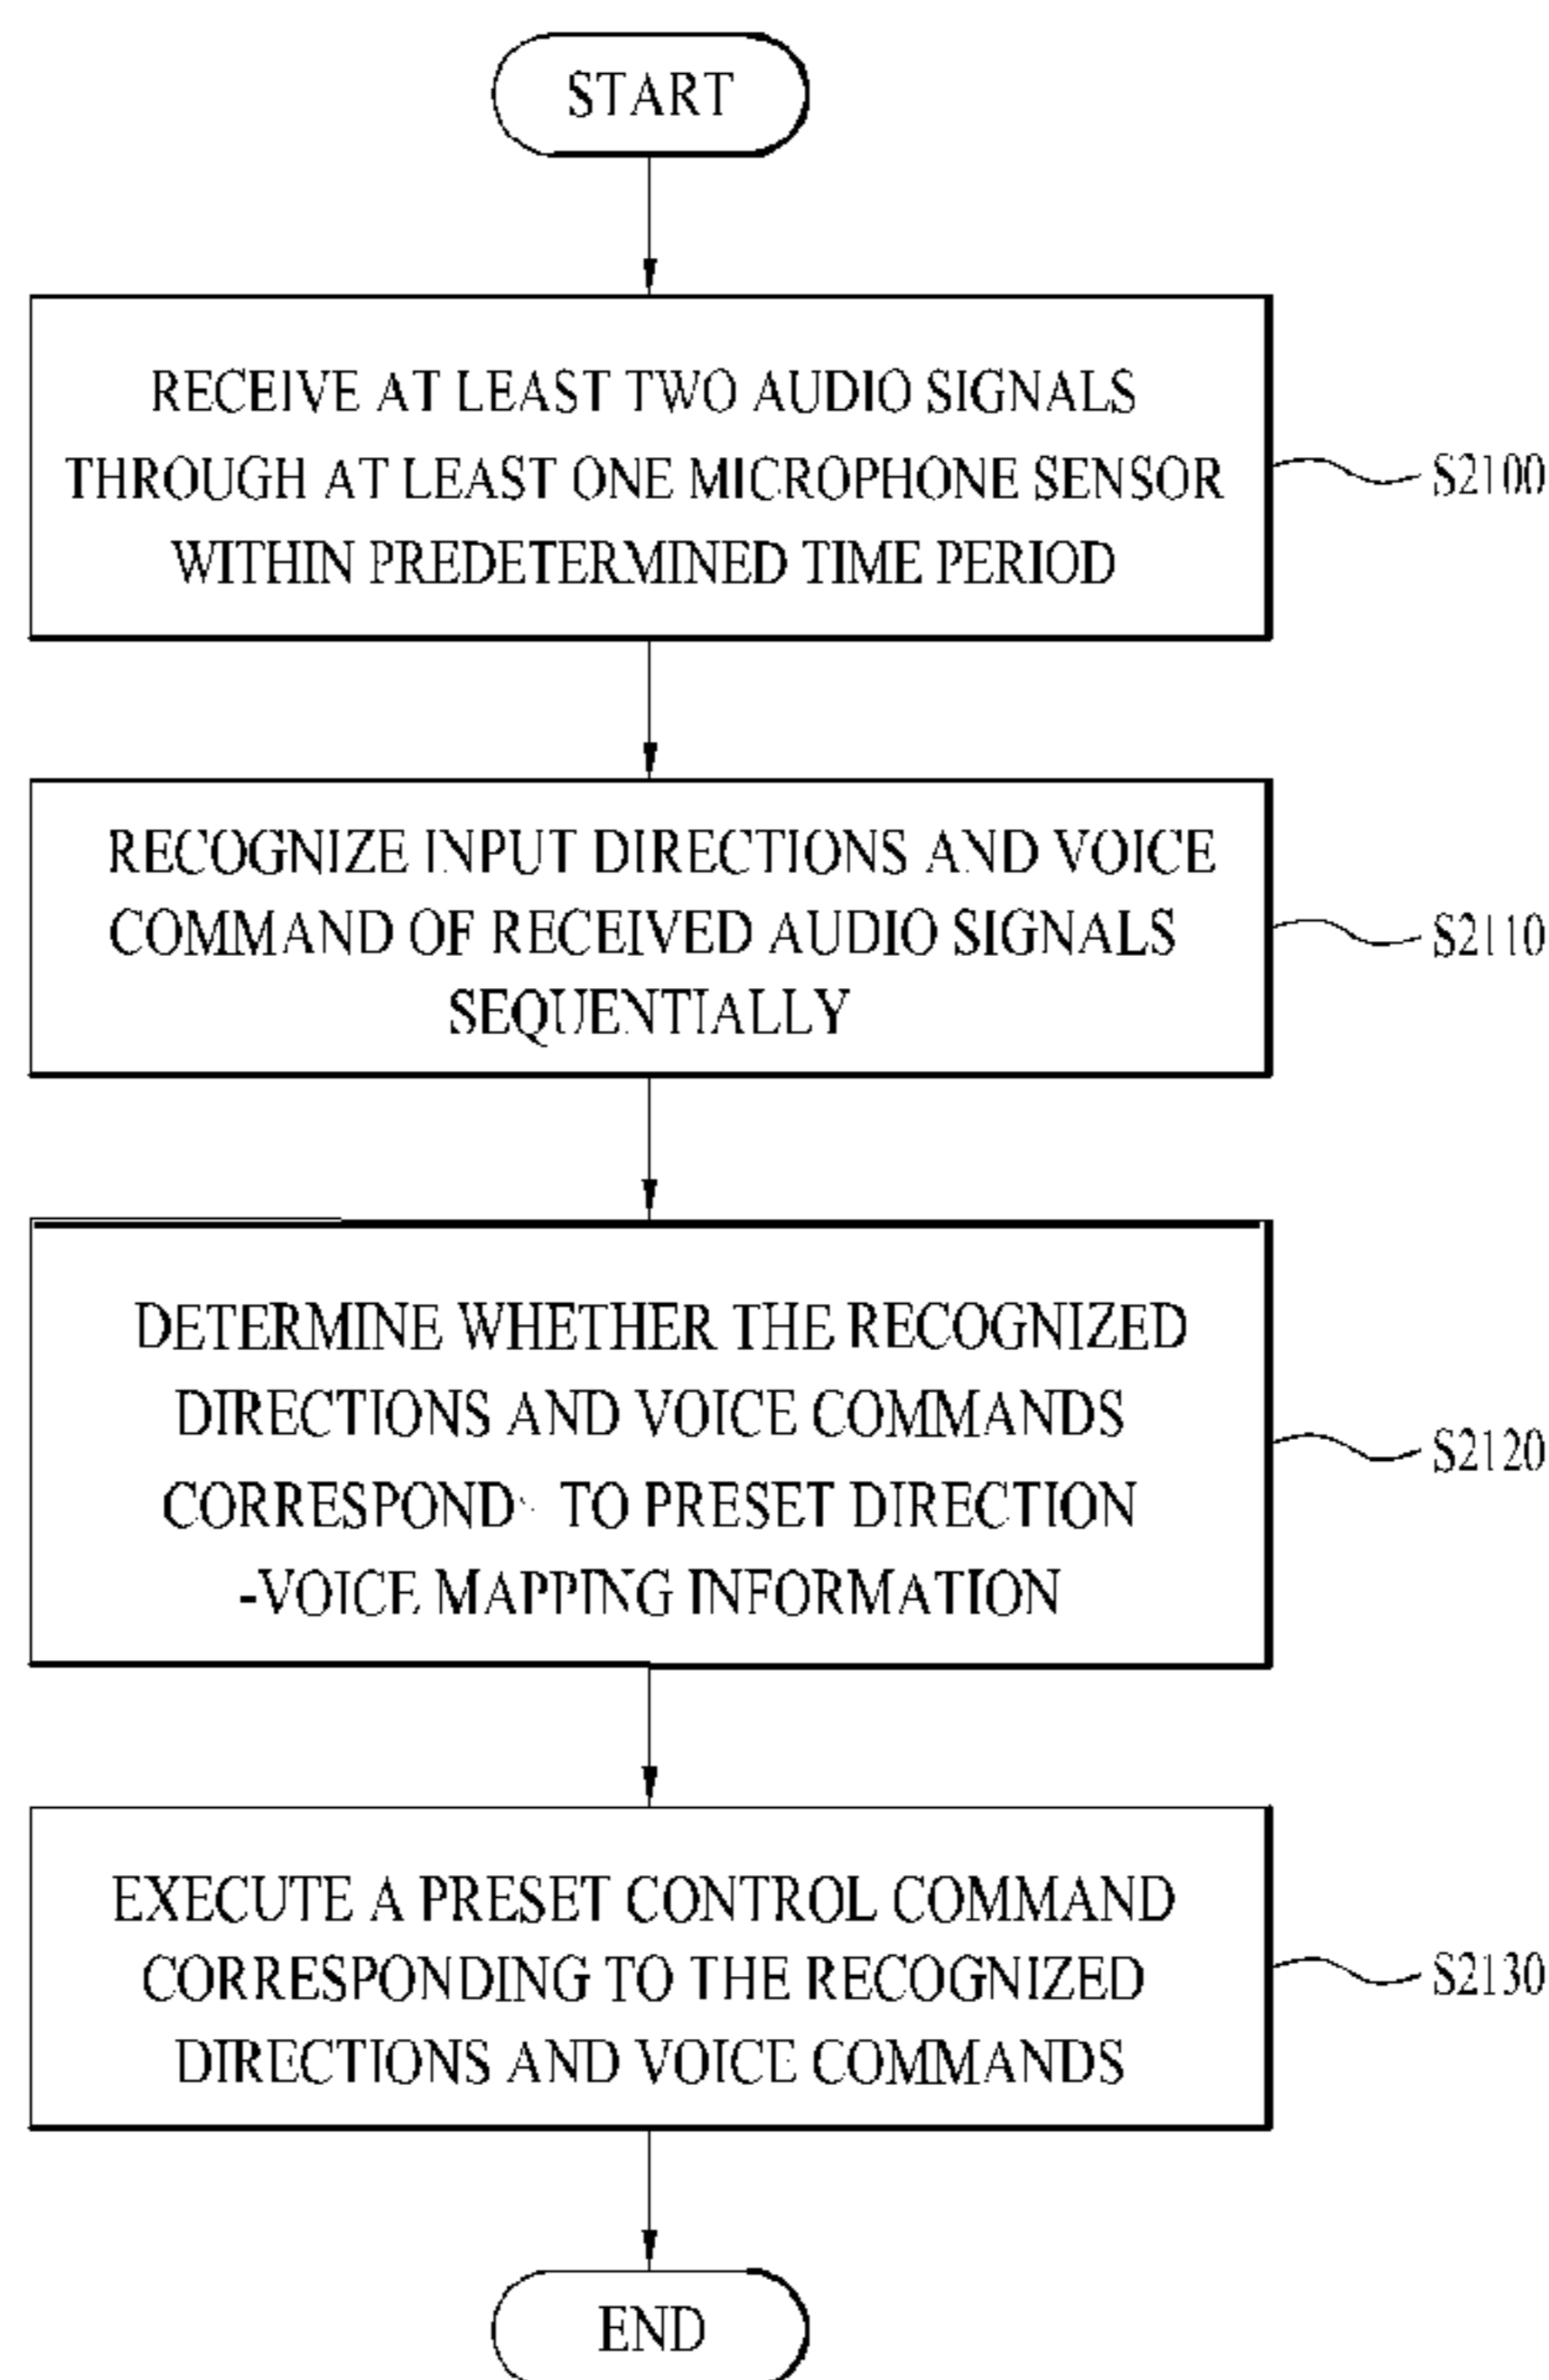 START
RECEIVE AT LEAST TWO AUDIO SIGNALS
THROUGH AT LEAST ONE MICROPHONE SENSOR
WITHIN PREDETERMINED TIME PERIOD
S2100
RECOGNIZE INPUT DIRECTIONS AND VOICE
COMMAND OF RECEIVED AUDIO SIGNALS
SEQUENTIALLY
S2110
DETERMINE WHETHER THE RECOGNIZED
DIRECTIONS AND VOICE COMMANDS
CORRESPOND TO PRESET DIRECTION
-VOICE MAPPING INFORMATION
S2120
EXECUTE A PRESET CONTROL COMMAND
CORRESPONDING TO THE RECOGNIZED
DIRECTIONS AND VOICE COMMANDS
S2130
END